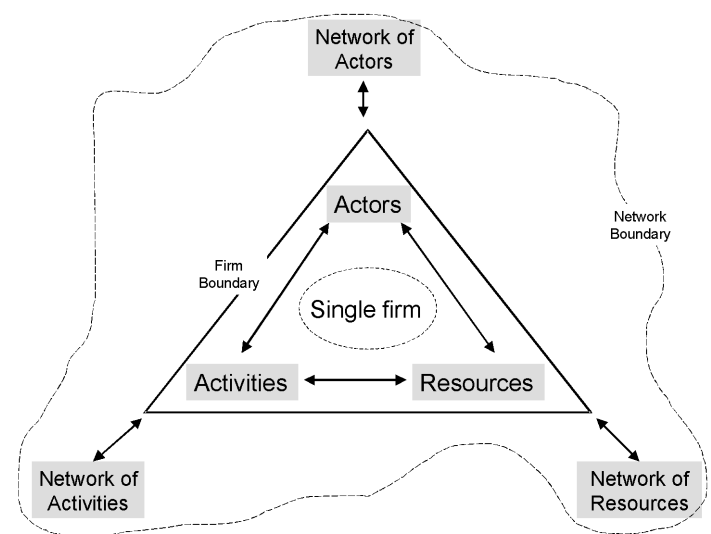 Network of
Actors
Actors
Network
Boundary
Firm
Boundary
Single firm
Activities
Resources
Network of
Activities
Network of
Resources